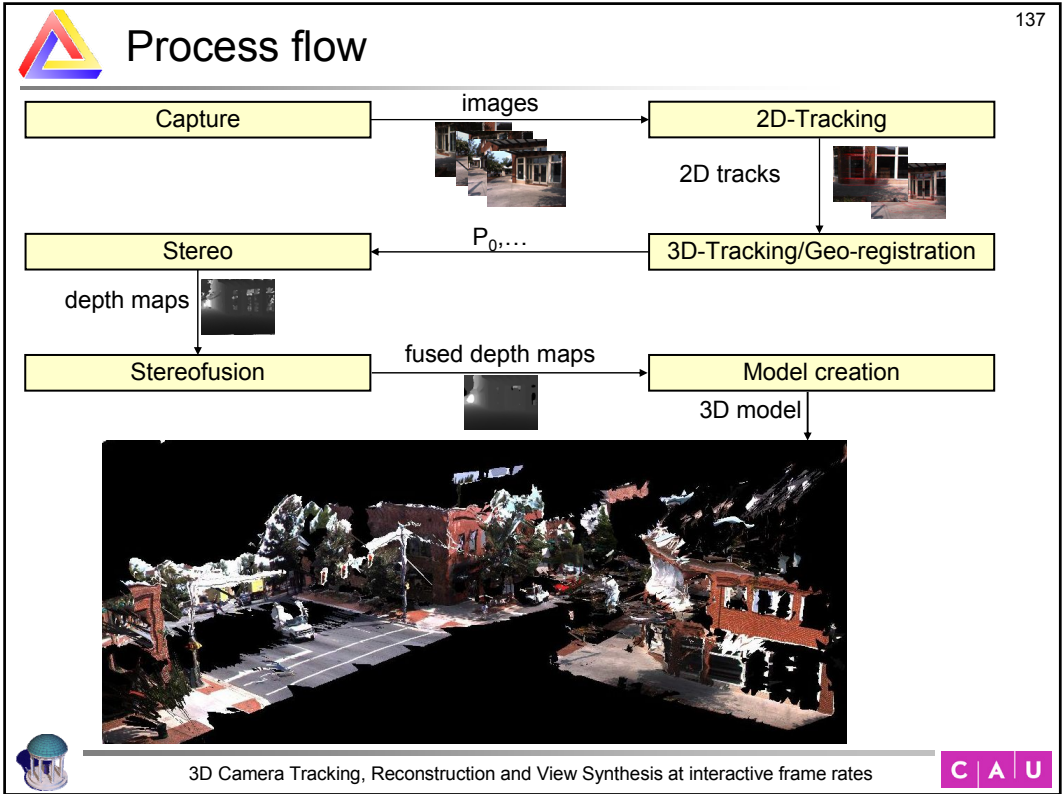 137
Process flow
Capture
images
2D-Tracking
2D tracks
Stereo
P₀,…
3D-Tracking/Geo-registration
depth maps
Stereofusion
fused depth maps
Model creation
3D model
3D Camera Tracking, Reconstruction and View Synthesis at interactive frame rates
C | A | U